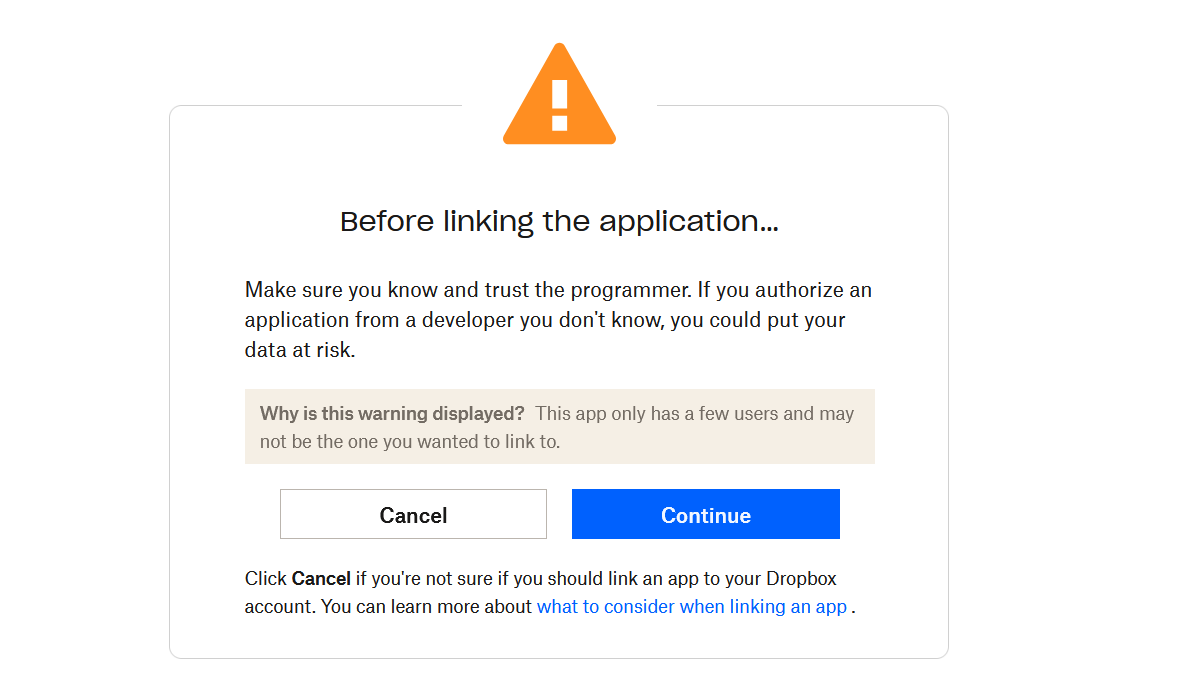 Before linking the application...
Make sure you know and trust the programmer. If you authorize an
application from a developer you don't know, you could put your
data at risk.
Why is this warning displayed? This app only has a few users and may
not be the one you wanted to link to.
Cancel
Continue
Click Cancel if you're not sure if you should link an app to your Dropbox
account. You can learn more about what to consider when linking an app .